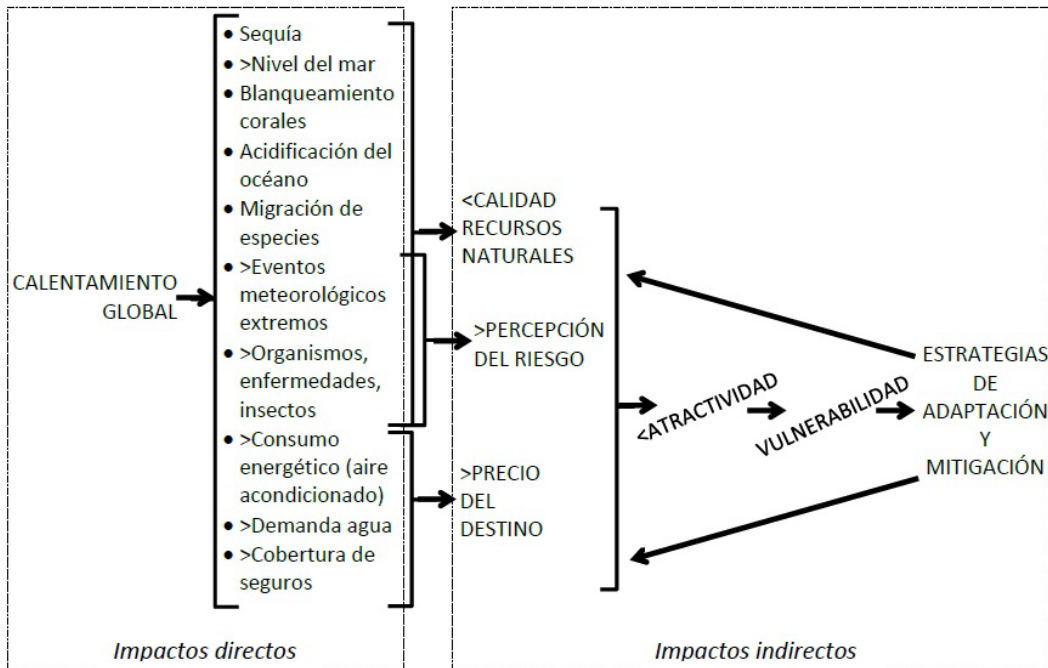 CALENTAMIENTO
GLOBAL
• Sequía
• >Nivel del mar
• Blanqueamiento
corales
• Acidificación del
océano
• Migración de
especies
• >Eventos
meteorológicos
extremos
• >Organismos,
enfermedades,
insectos
• >Consumo
energético (aire
acondicionado)
• >Demanda agua
• >Cobertura de
seguros
Impactos directos
<CALIDAD
RECURSOS
NATURALES
>PERCEPCIÓN
DEL RIESGO
>PRECIO
DEL
DESTINO
<ATRACTIVIDAD
VULNERABILIDAD
ESTRATEGIAS
DE
ADAPTACIÓN
Y
MITIGACIÓN
Impactos indirectos